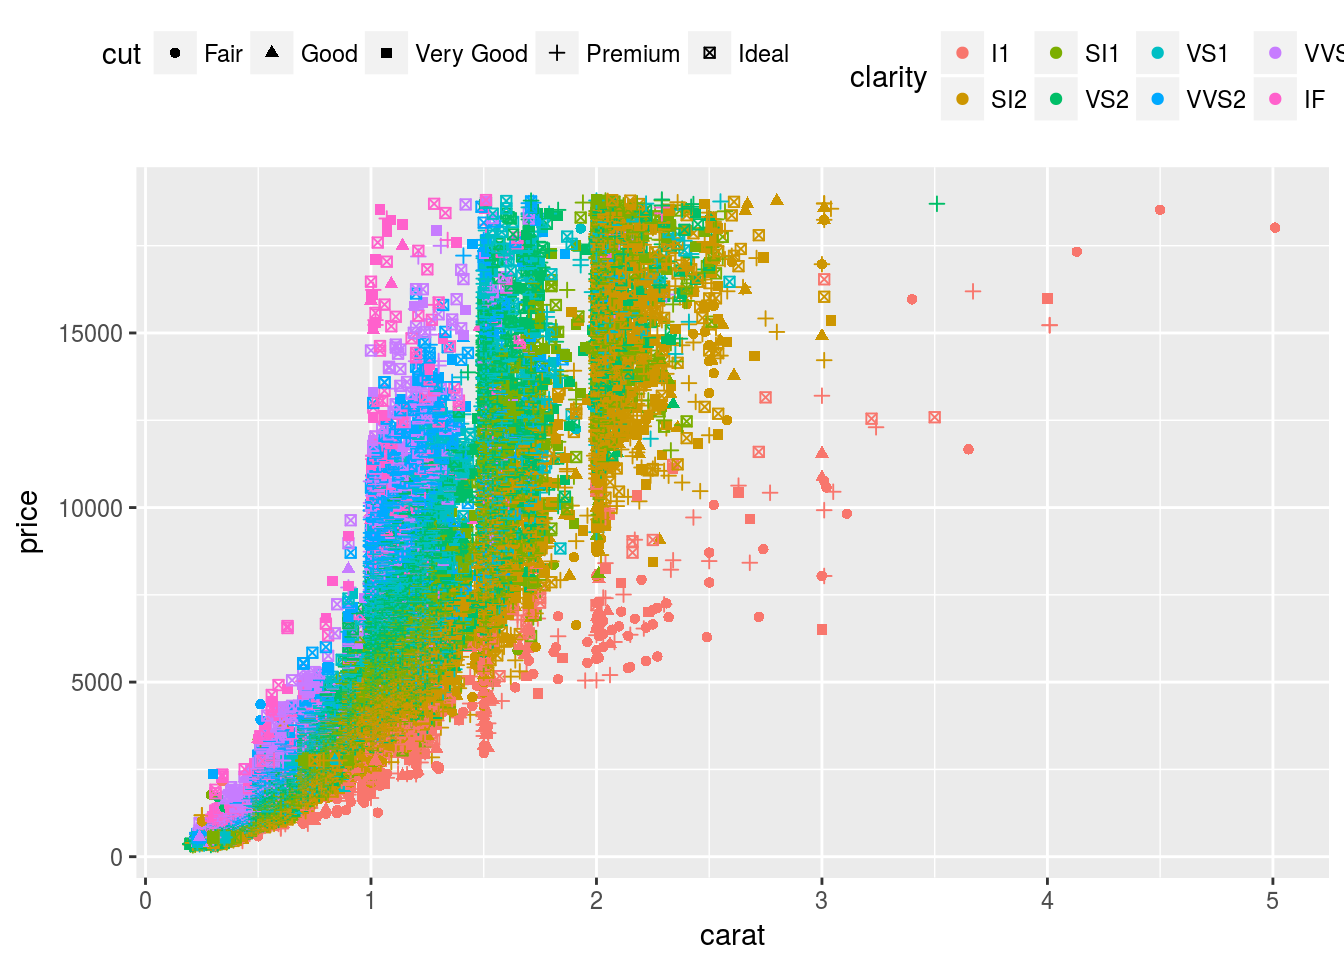 cut Fair Good Very Good Premium Ideal
clarity I1 SI1 VS1 VVS
SI2 VS2 VVS2 IF
price
15000
10000
5000
0
0 1 2 3 4 5
carat